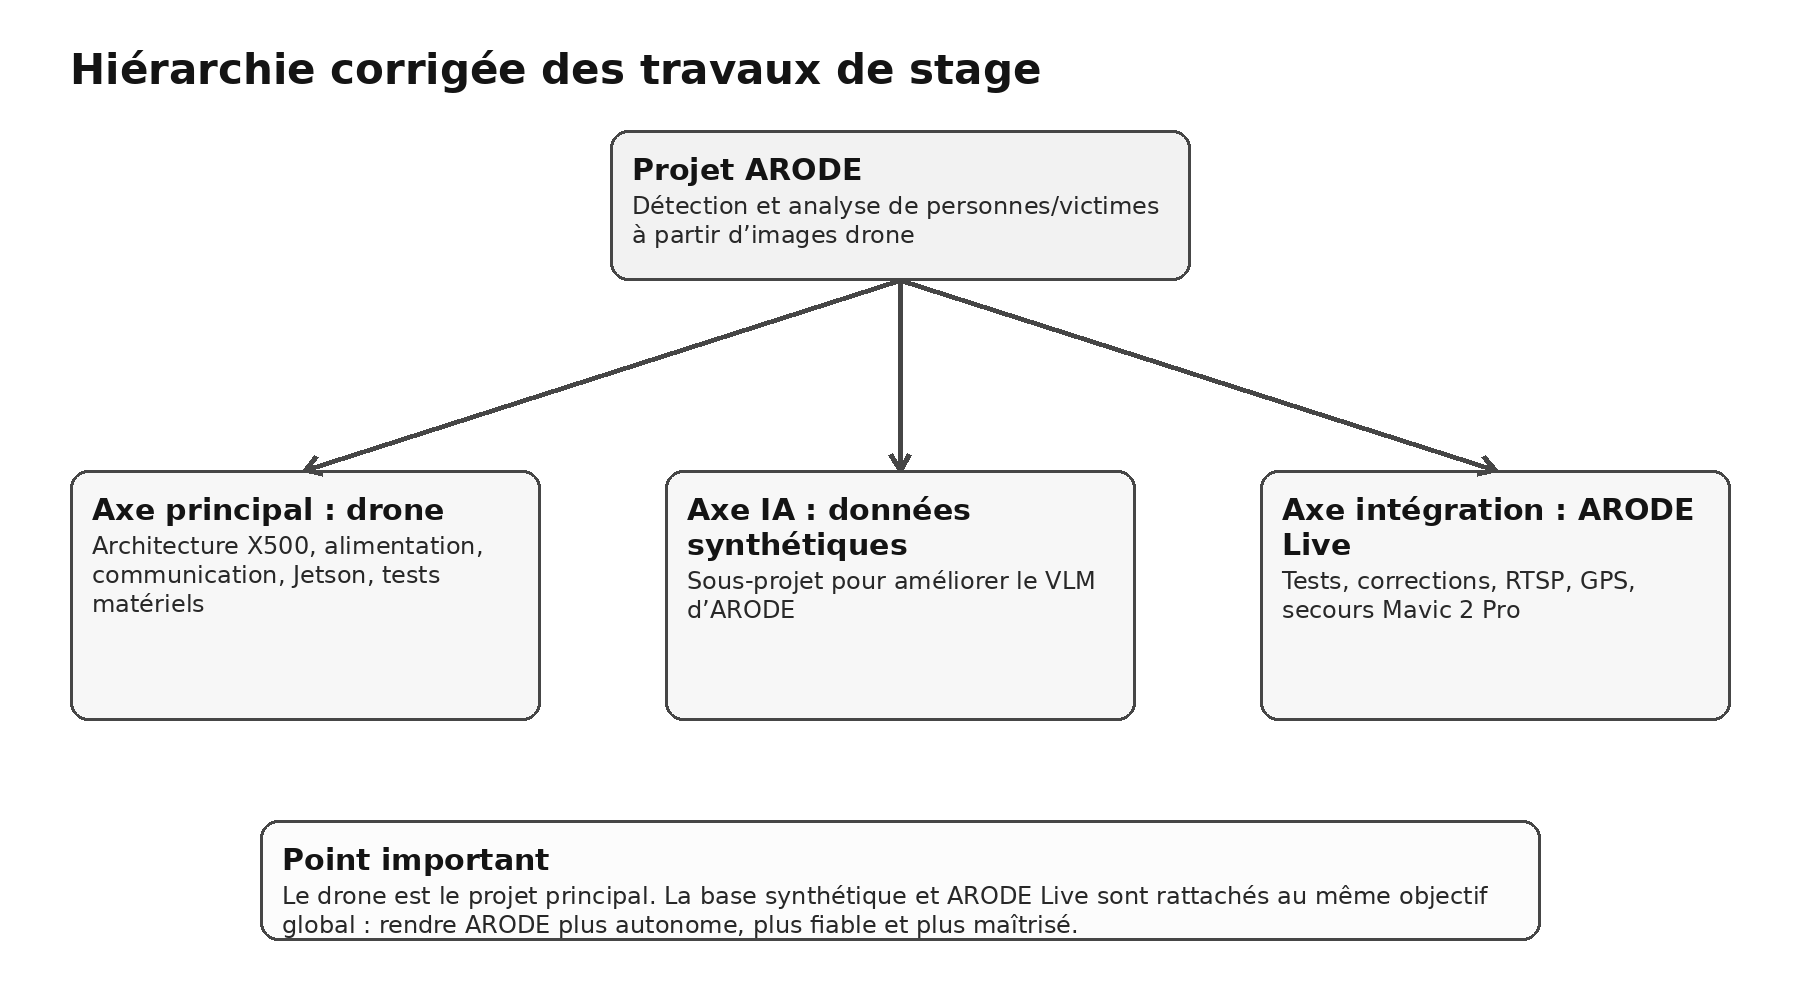 Hiérarchie corrigée des travaux de stage
Projet ARODE
Détection et analyse de personnes/victimes
à partir d’images drone
Axe principal : drone
Architecture X500, alimentation,
communication, Jetson, tests
matériels
Axe IA : données
synthétiques
Sous-projet pour améliorer le VLM
d’ARODE
Axe intégration : ARODE
Live
Tests, corrections, RTSP, GPS,
secours Mavic 2 Pro
Point important
Le drone est le projet principal. La base synthétique et ARODE Live sont rattachés au même objectif
global : rendre ARODE plus autonome, plus fiable et plus maîtrisé.